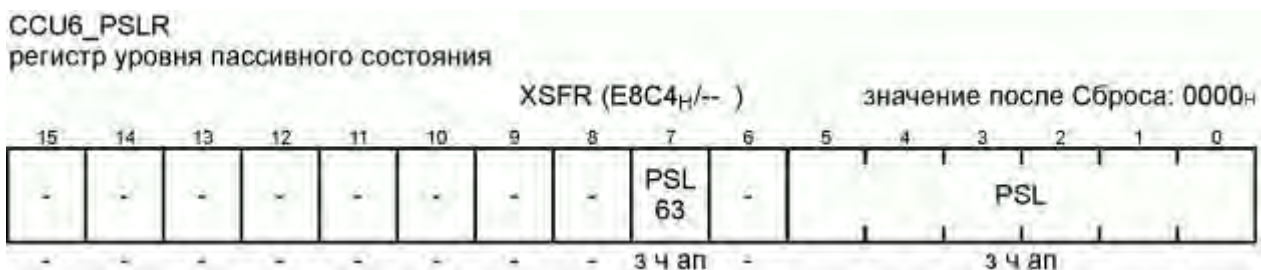 CCU6_PSLR
регистр уровня пассивного состояния
XSFR (E8C4H/-- ) значение после Сброса: 0000H
15 14 13 12 11 10 9 8 7 6 5 4 3 2 1 0
- - - - - - - - PSL 63 - PSL
- - - - - - - - з ч ап - з ч ап